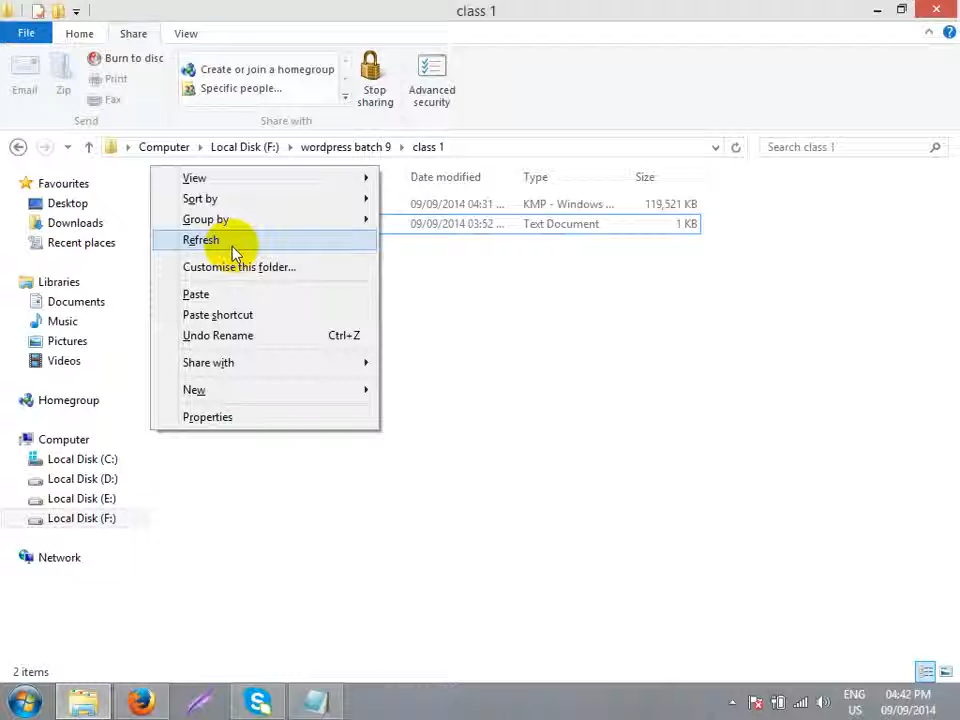 class 1
File Home Share View
Email
Zip
Burn to disc
Print
Fax
Send
Create or join a homegroup
Specific people...
Share with
Stop sharing
Advanced security
Computer Local Disk (F:) wordpress batch 9 class 1
Search class 1
Date modified Type Size
09/09/2014 04:31 ... KMP - Windows ... 119,521 KB
09/09/2014 03:52 ... Text Document 1 KB
Favourites
Desktop
Downloads
Recent places
Libraries
Documents
Music
Pictures
Videos
Homegroup
Computer
Local Disk (C:)
Local Disk (D:)
Local Disk (E:)
Local Disk (F:)
Network
View
Sort by
Group by
Refresh
Customise this folder...
Paste
Paste shortcut
Undo Rename Ctrl+Z
Share with
New
Properties
2 items
ENG 04:42 PM
US 09/09/2014